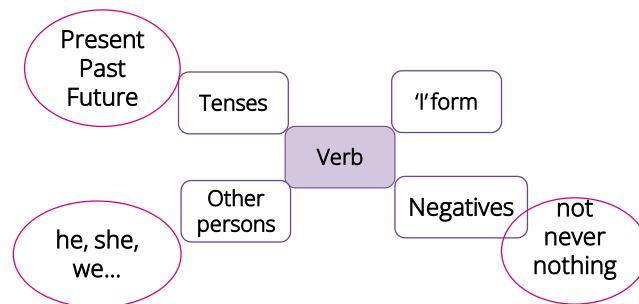 Present
Past
Future
Tenses
‘I’ form
Verb
Other
persons
he, she,
we...
Negatives
not
never
nothing